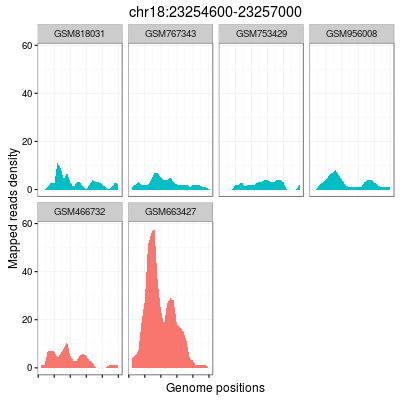 chr18:23254600-23257000
GSM818031 GSM767343 GSM753429 GSM956008
60
40
20
0
Mapped reads density
GSM466732 GSM663427
60
40
20
0
Genome positions